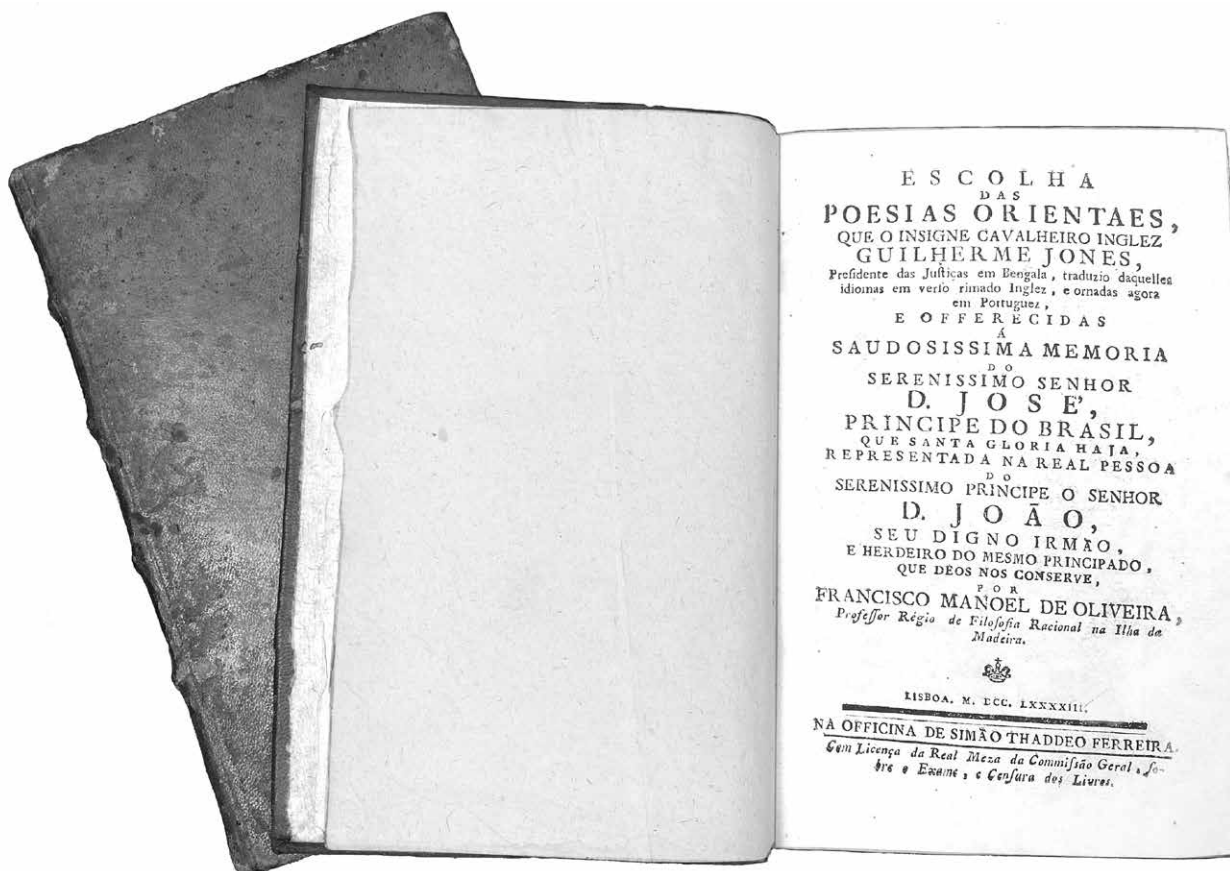 ESCOLHA
DAS
POESIAS ORIENTAES,
QUE O INSIGNE CAVALHEIRO INGLEZ
GUILHERME JONES,
Preſidente das Juſticas em Bengala, traduzio daquelles
idiomas em verſo rimado Inglez, e ornadas agora
em Portuguez,
E OFFERECIDAS
Á
SAUDOSISSIMA MEMORIA
DO
SERENISSIMO SENHOR
D. JOSE',
PRINCIPE DO BRASIL,
QUE SANTA GLORIA HAJA,
REPRESENTADA NA REAL PESSOA
DO
SERENISSIMO PRINCIPE O SENHOR
D. JOÃO,
SEU DIGNO IRMÃO,
E HERDEIRO DO MESMO PRINCIPADO,
QUE DEOS NOS CONSERVE,
POR
FRANCISCO MANOEL DE OLIVEIRA,
Profeſſor Régio de Filoſofia Racional na Ilha da
Madeira.
LISBOA. M. DCC. LXXXXIII.
NA OFFICINA DE SIMÃO THADDEO FERREIRA.
Com Licença da Real Meza da Commiſsão Geral, ſo-
bre o Exame, e Cenſura dos Livros.